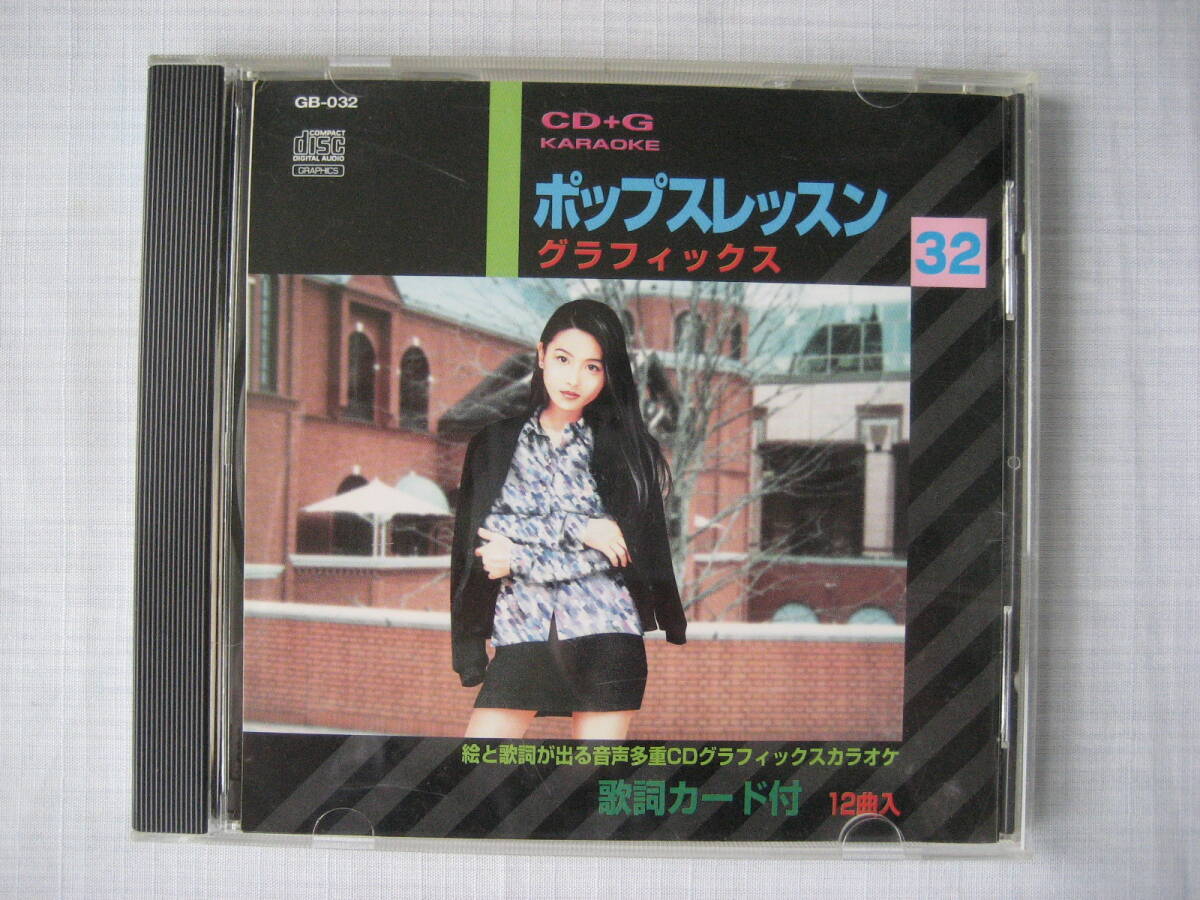 GB-032
COMPACT
disc
DIGITAL AUDIO
GRAPHICS
CD+G
KARAOKE
ポップスレッスン
グラフィックス
32
絵と歌詞が出る音声多重CDグラフィックスカラオケ
歌詞カード付 12曲入